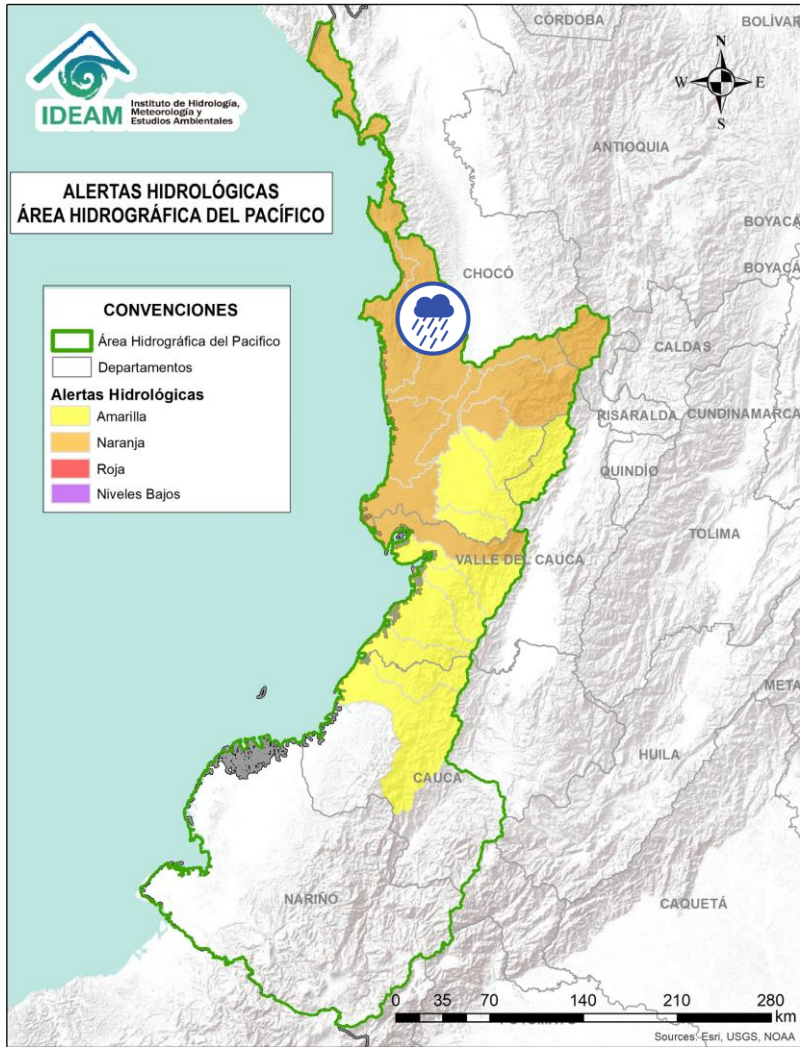 IDEAM
Instituto de Hidrología,
Meteorología y
Estudios Ambientales
ALERTAS HIDROLÓGICAS
ÁREA HIDROGRÁFICA DEL PACÍFICO
CONVENCIONES
Área Hidrográfica del Pacifico
Departamentos
Alertas Hidrológicas
Amarilla
Naranja
Roja
Niveles Bajos
CÓRDOBA
BOLÍVAR
N
W
E
S
ANTIOQUIA
BOYACÁ
CHOCÓ
BOYACÁ
CALDAS
RISARALDA
CUNDINAMARCA
QUINDÍO
TOLIMA
VALLE DEL CAUCA
META
HUILA
CAUCA
NARIÑO
CAQUETÁ
0 35 70 140 210 280
km
Sources: Esri, USGS, NOAA